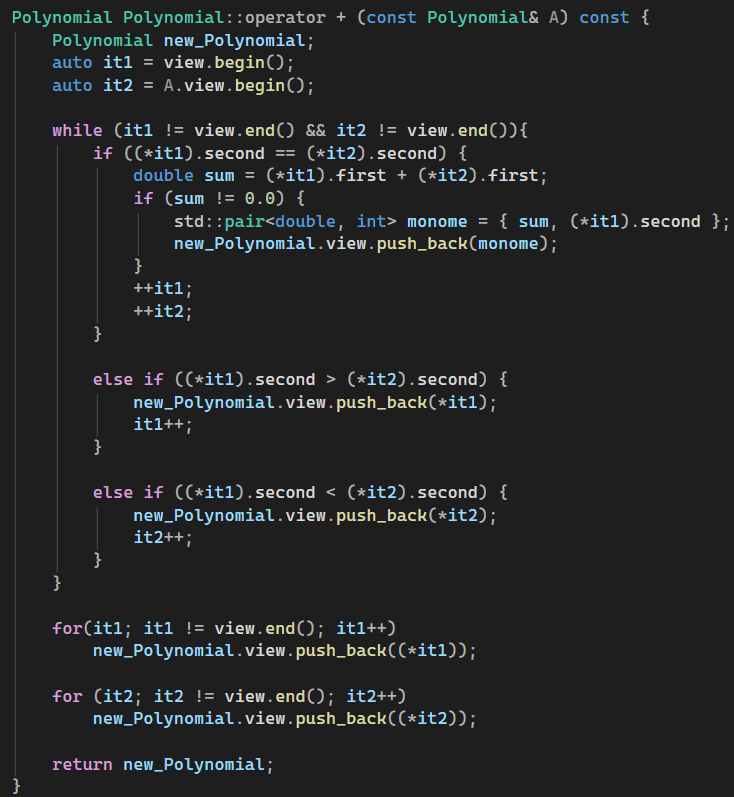 Polynomial Polynomial::operator + (const Polynomial& A) const {
    Polynomial new_Polynomial;
    auto it1 = view.begin();
    auto it2 = A.view.begin();
    while (it1 != view.end() && it2 != view.end()){
        if ((*it1).second == (*it2).second) {
            double sum = (*it1).first + (*it2).first;
            if (sum != 0.0) {
                std::pair<double, int> monome = { sum, (*it1).second };
                new_Polynomial.view.push_back(monome);
            }
            ++it1;
            ++it2;
        }
        else if ((*it1).second > (*it2).second) {
            new_Polynomial.view.push_back(*it1);
            it1++;
        }
        else if ((*it1).second < (*it2).second) {
            new_Polynomial.view.push_back(*it2);
            it2++;
        }
    }
    for(it1; it1 != view.end(); it1++)
        new_Polynomial.view.push_back((*it1));
    for (it2; it2 != view.end(); it2++)
        new_Polynomial.view.push_back((*it2));
    return new_Polynomial;
}